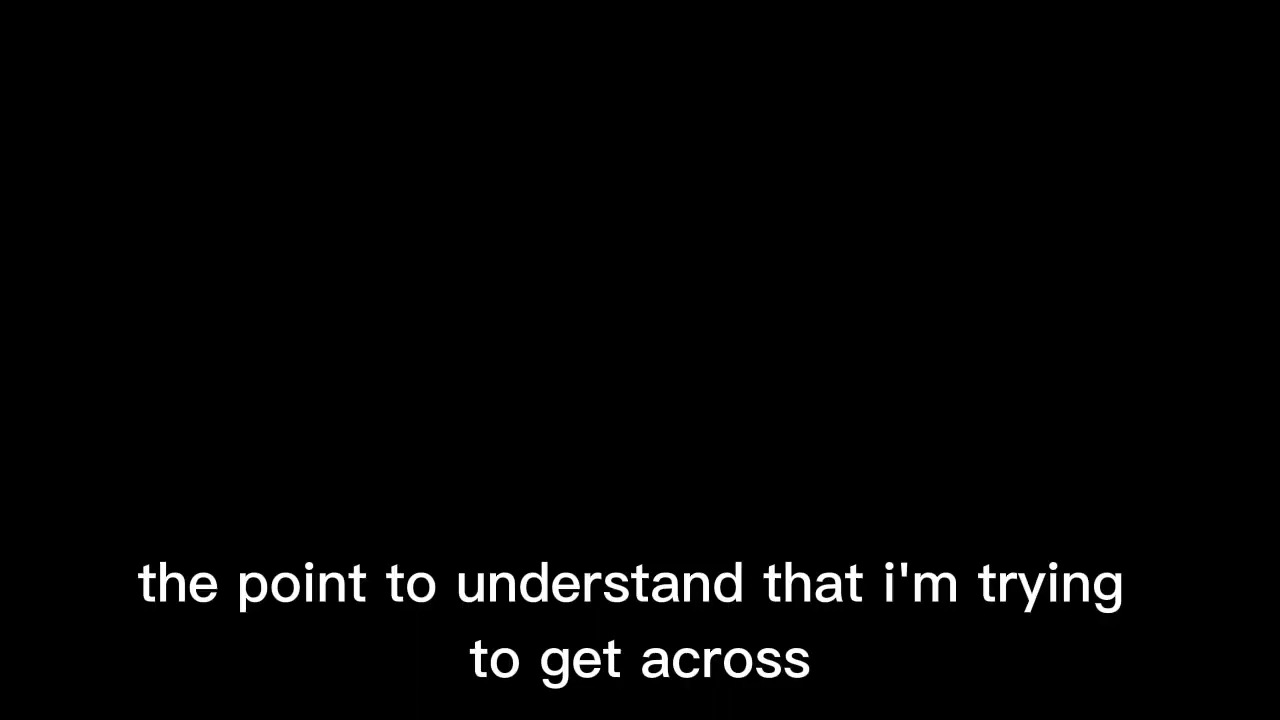 the point to understand that i'm trying
to get across